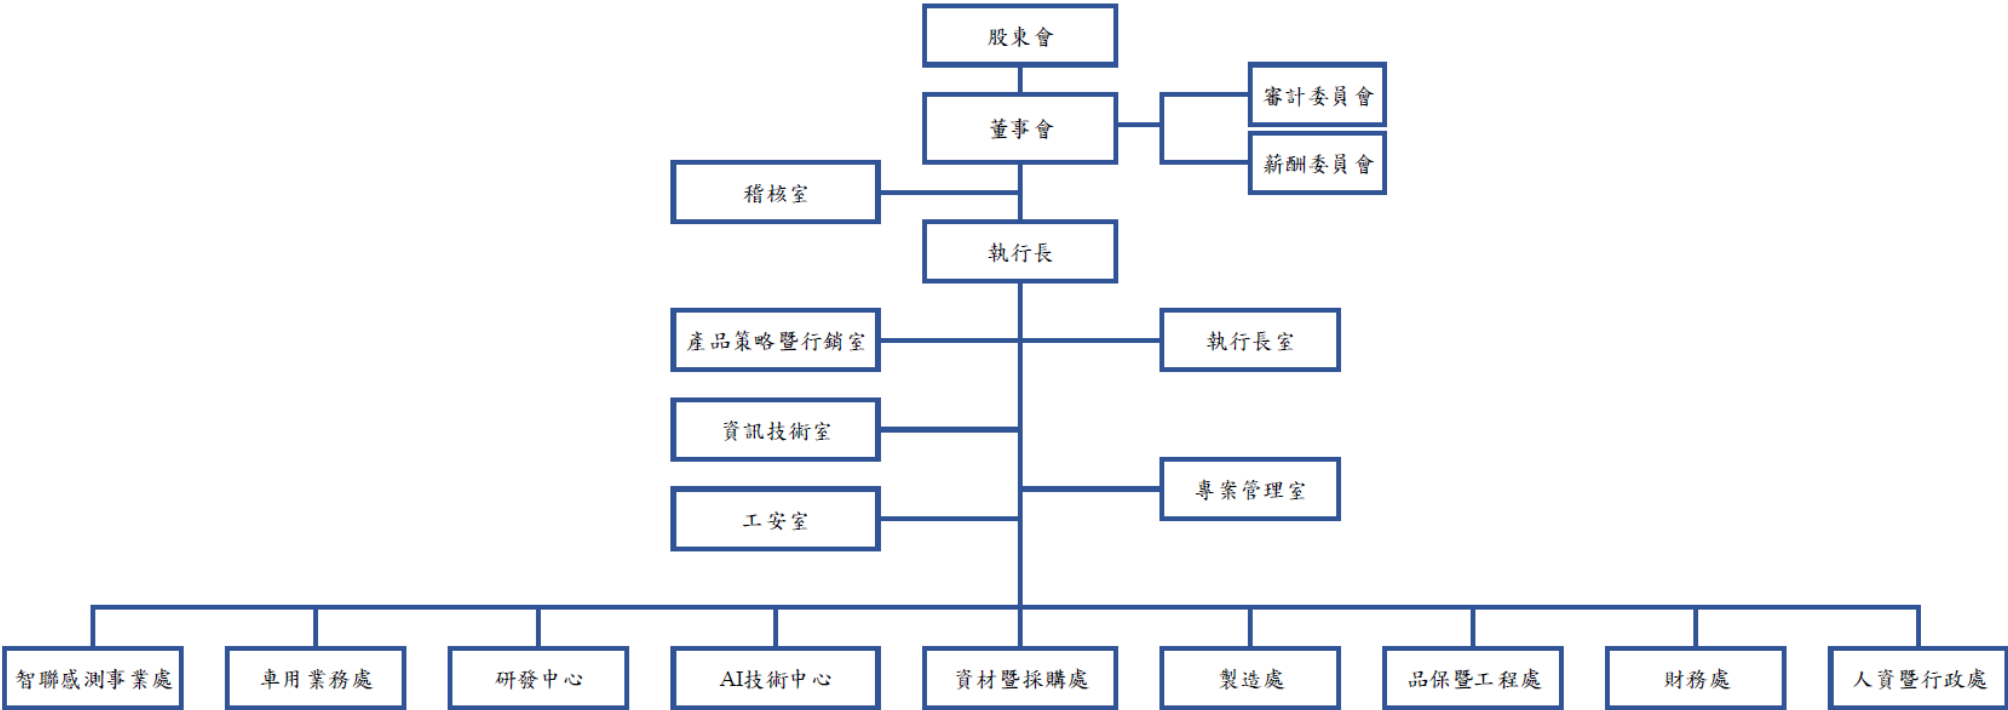 股東會
董事會
審計委員會
薪酬委員會
稽核室
執行長
產品策略暨行銷室
執行長室
資訊技術室
專案管理室
工安室
智聯感測事業處
車用業務處
研發中心
AI技術中心
資材暨採購處
製造處
品保暨工程處
財務處
人資暨行政處